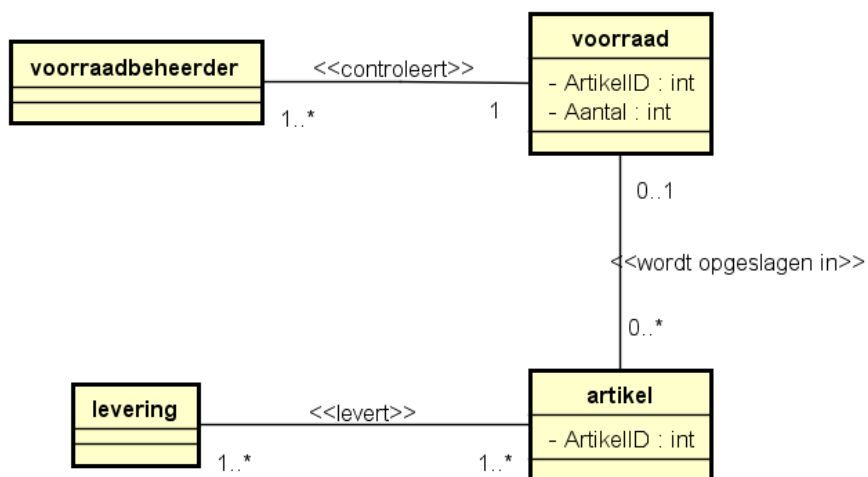 voorraad
voorraadbeheerder
<<controleert>>
- ArtikelID : int
- Aantal : int
1..*
1
0..1
<<wordt opgeslagen in>>
0..*
artikel
levering
<<levert>>
- ArtikelID : int
1..*
1..*